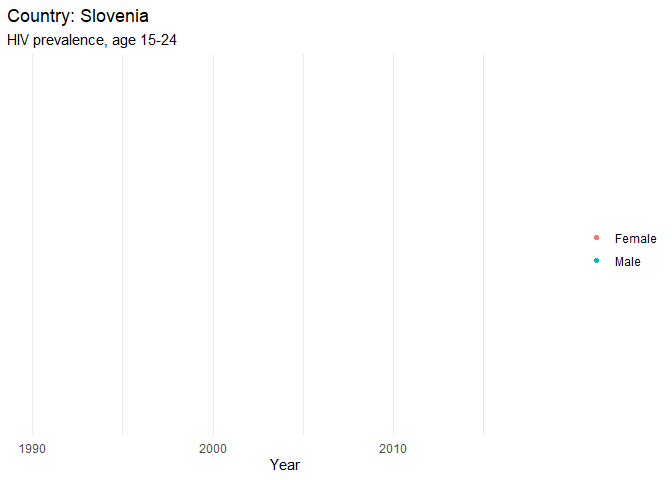 Country: Slovenia
HIV prevalence, age 15-24
Female
Male
1990 2000 2010
Year